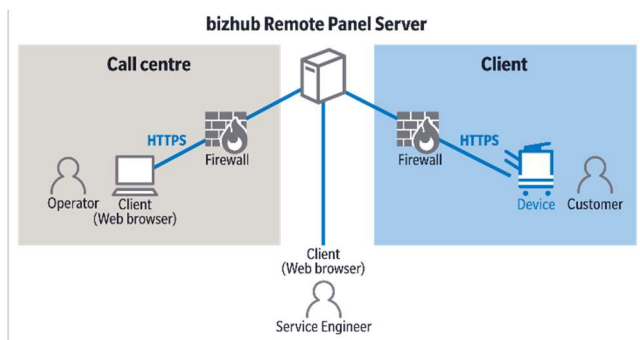 bizhub Remote Panel Server
Call centre
Client
HTTPS
HTTPS
Firewall
Firewall
Operator
Client
(Web browser)
Device
Customer
Client
(Web browser)
Service Engineer